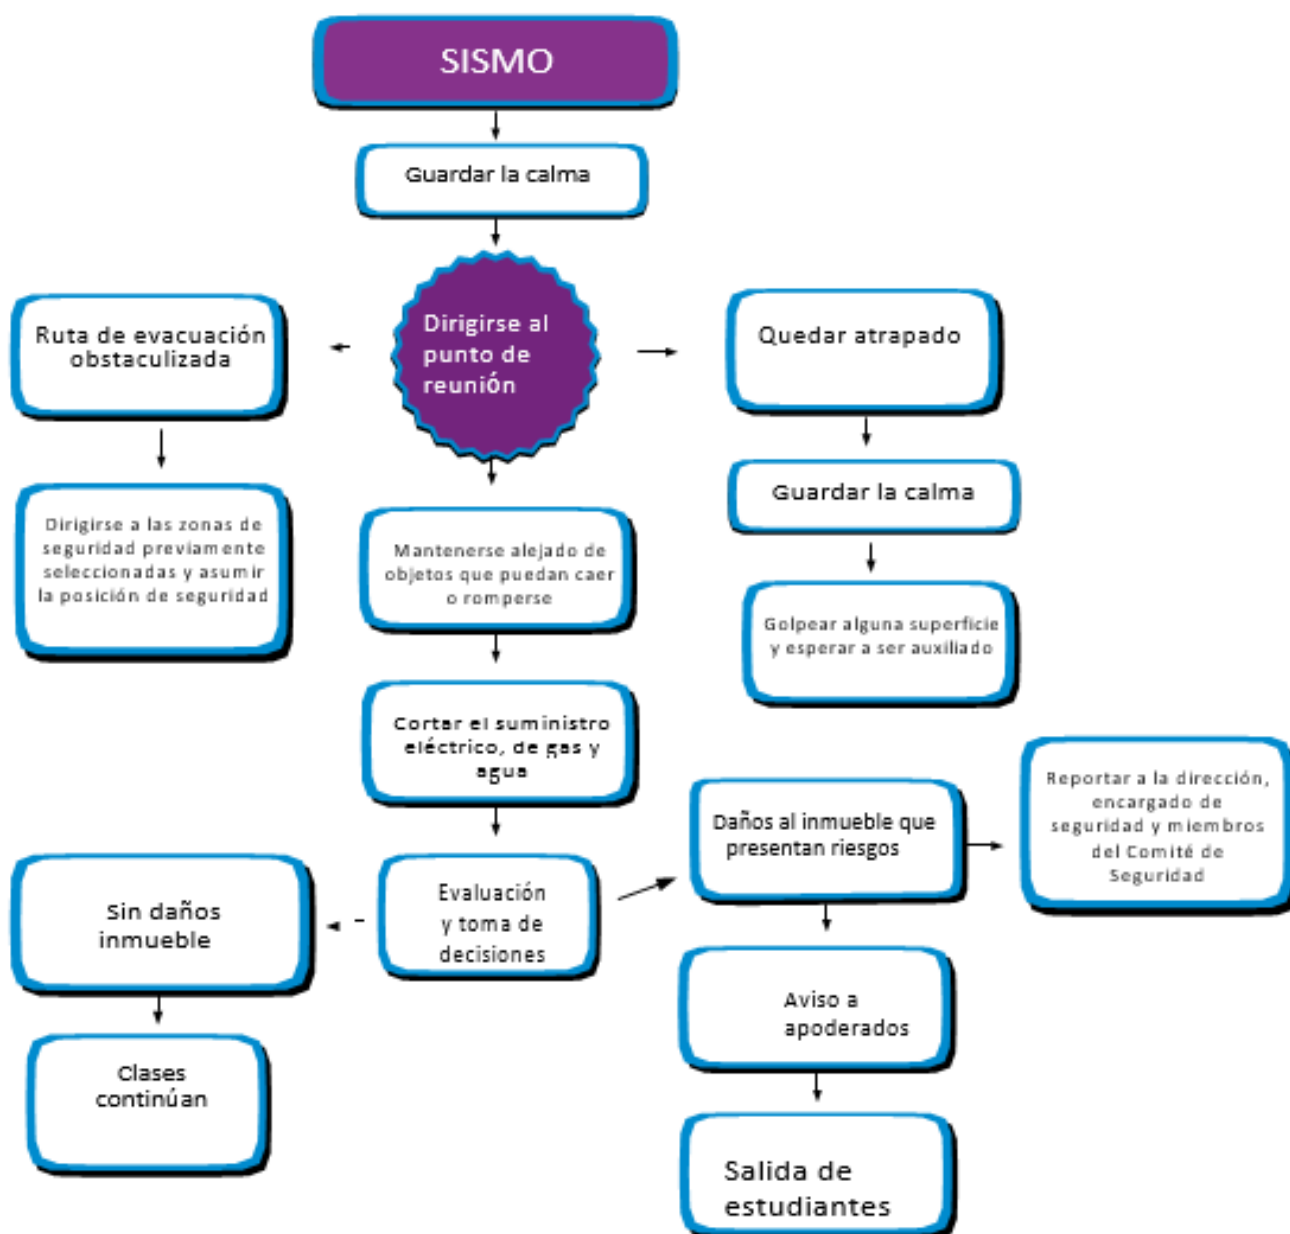 SISMO
Guardar la calma
Dirigirse al
punto de
reunión
Ruta de evacuación
obstaculizada
Quedar atrapado
Dirigirse a las zonas de
seguridad previamente
seleccionadas y asumir
la posición de seguridad
Mantenerse alejado de
objetos que puedan caer
o romperse
Guardar la calma
Golpear alguna superficie
y esperar a ser auxiliado
Cortar el suministro
eléctrico, de gas y
agua
Evaluación
y toma de
decisiones
Sin daños
inmueble
Clases
continúan
Daños al inmueble que
presentan riesgos
Reportar a la dirección,
encargado de
seguridad y miembros
del Comité de
Seguridad
Aviso a
apoderados
Salida de
estudiantes